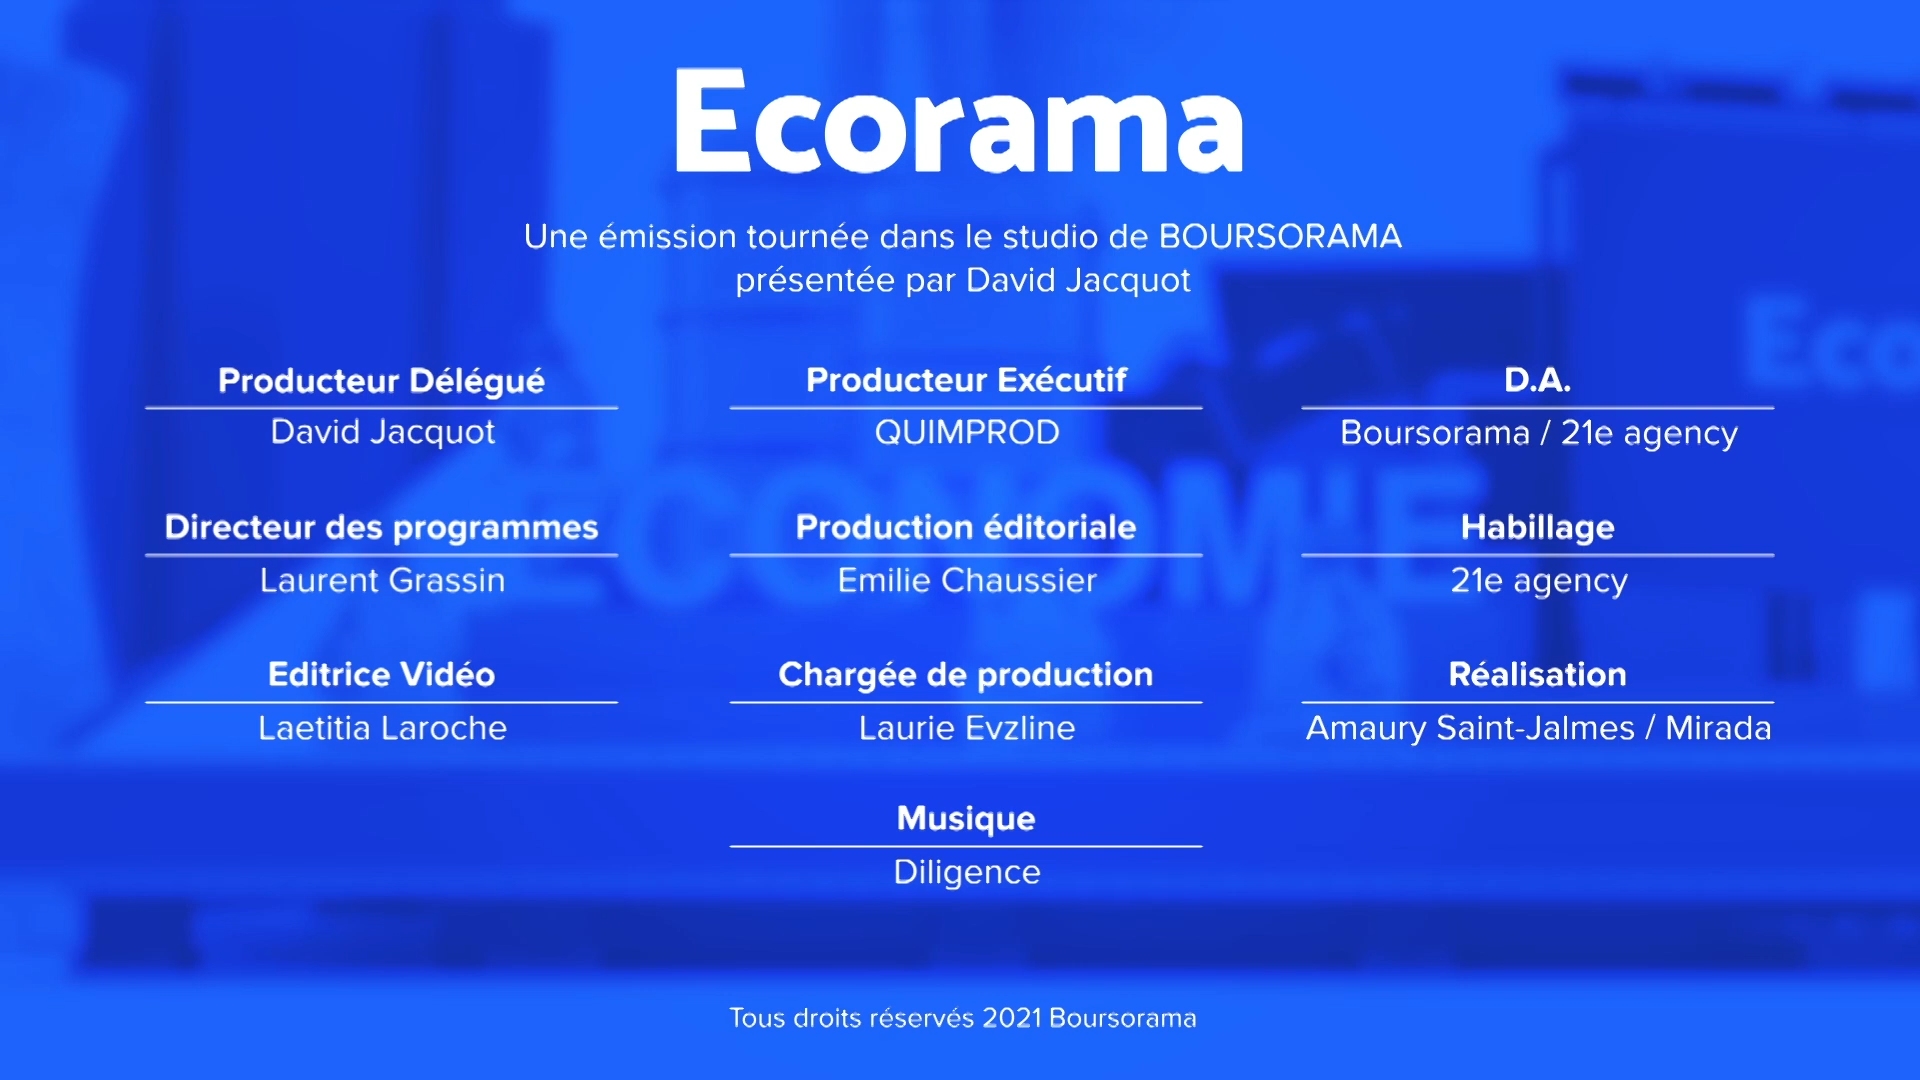 Ecorama
Une émission tournée dans le studio de BOURSORAMA
présentée par David Jacquot
Producteur Délégué
David Jacquot
Producteur Exécutif
QUIMPROD
D.A.
Boursorama / 21e agency
Directeur des programmes
Laurent Grassin
Production éditoriale
Emilie Chaussier
Habillage
21e agency
Editrice Vidéo
Laetitia Laroche
Chargée de production
Laurie Evzline
Réalisation
Amaury Saint-Jalmes / Mirada
Musique
Diligence
Tous droits réservés 2021 Boursorama
ÉCONOMIE
Eco